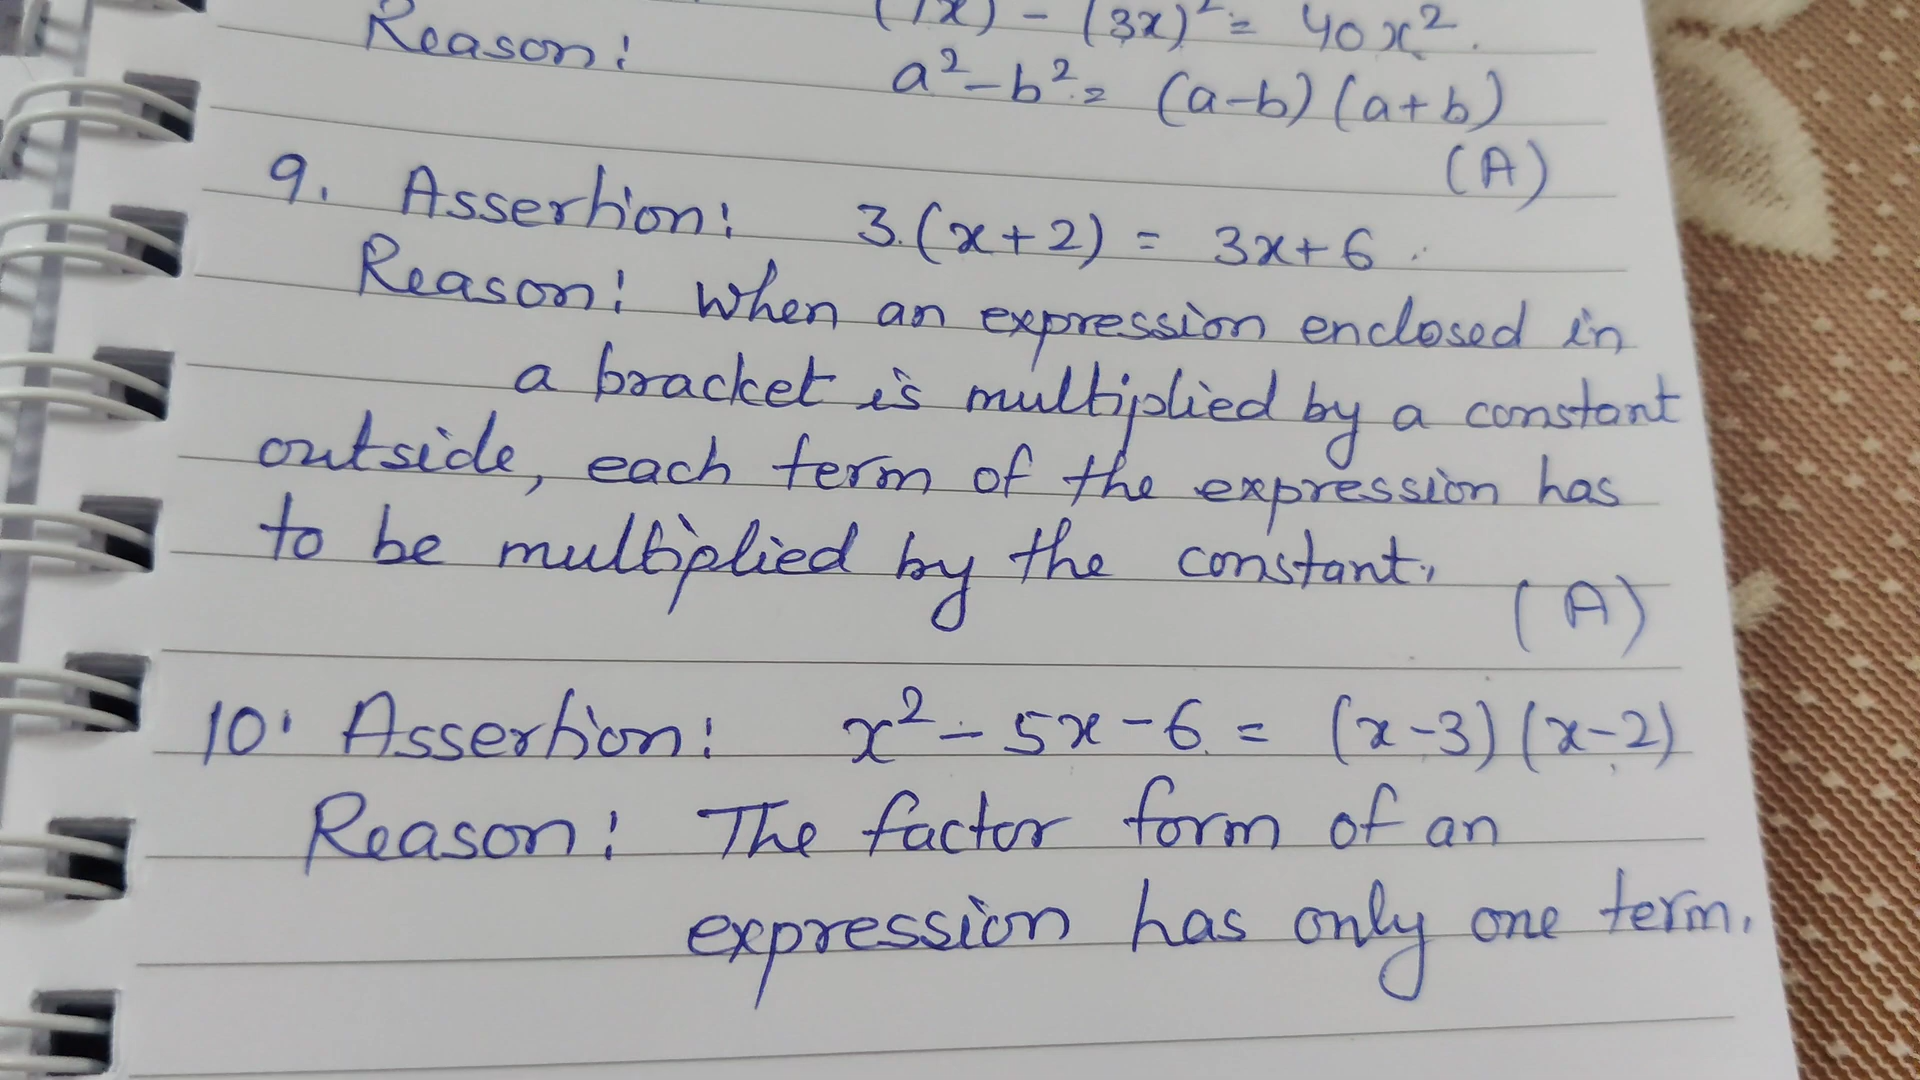 (7x) - (3x)² = 40x².
Reason:
a² - b² = (a-b) (a+b)
(A)
9. Assertion: 3.(x+2) = 3x+6.
Reason: When an expression enclosed in
a bracket is multiplied by a constant
outside, each term of the expression has
to be multiplied by the constant.
(A)
10. Assertion: x² - 5x - 6 = (x-3) (x-2)
Reason: The factor form of an
expression has only one term.